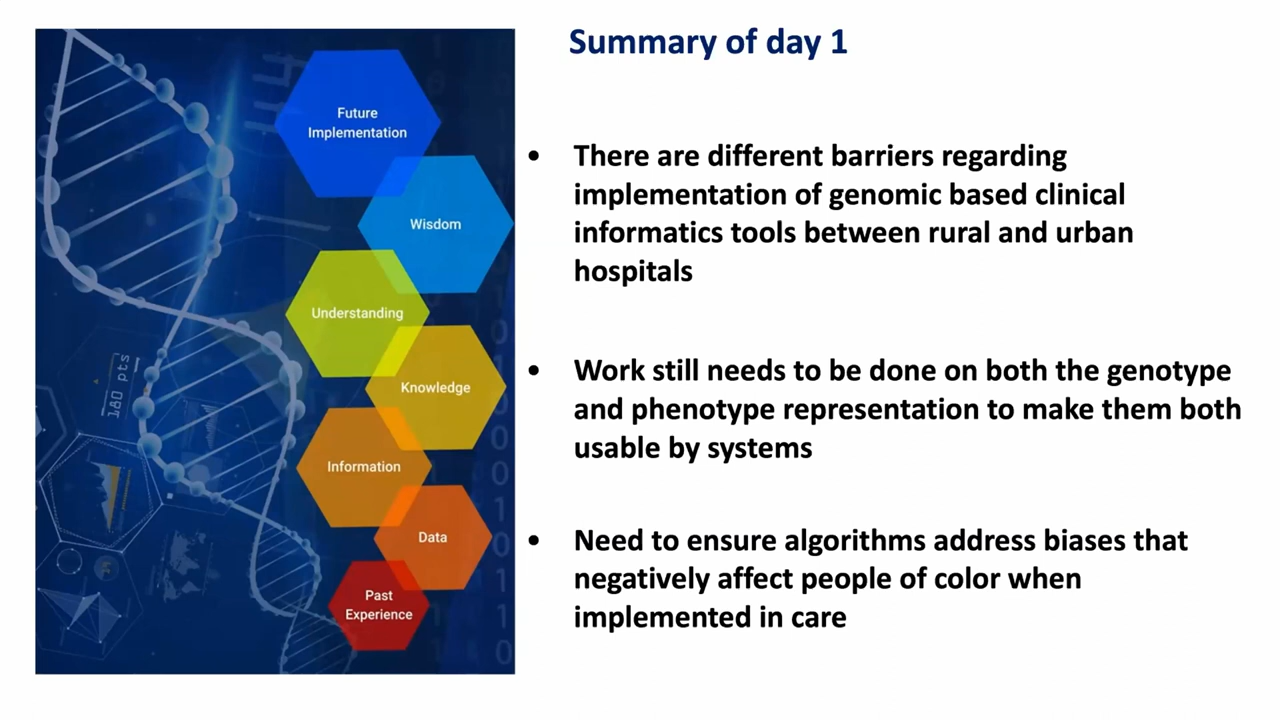 Summary of day 1
Future
Implementation
Wisdom
Understanding
Knowledge
Information
Data
Past
Experience
180 pts
• There are different barriers regarding
implementation of genomic based clinical
informatics tools between rural and urban
hospitals
• Work still needs to be done on both the genotype
and phenotype representation to make them both
usable by systems
• Need to ensure algorithms address biases that
negatively affect people of color when
implemented in care